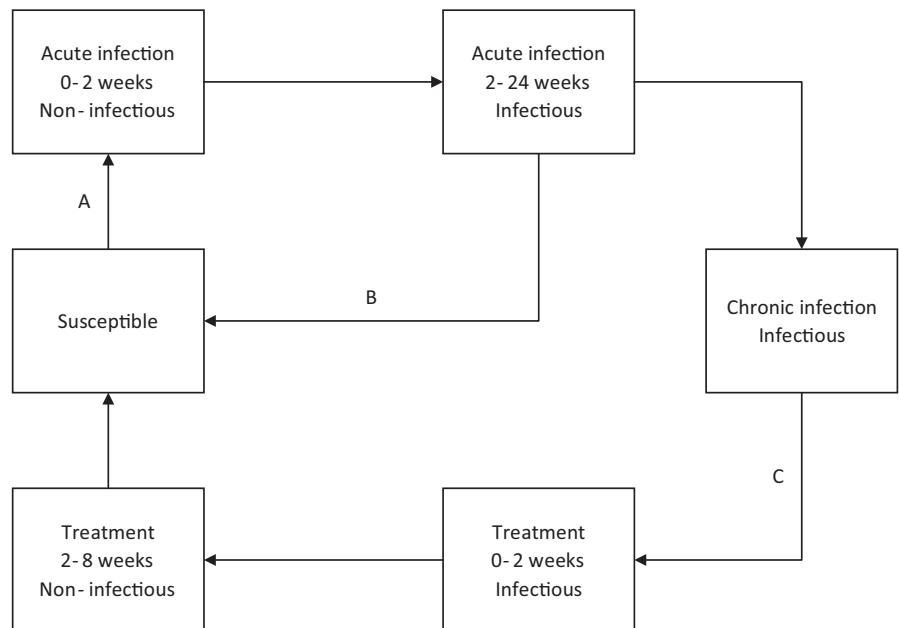 Acute infection
0-2 weeks
Non-infectious
Acute infection
2-24 weeks
Infectious
A
Susceptible
B
Chronic infection
Infectious
C
Treatment
2-8 weeks
Non-infectious
Treatment
0-2 weeks
Infectious